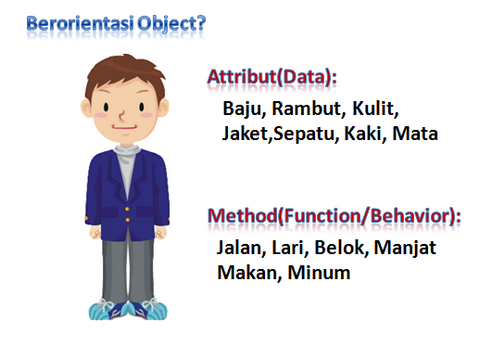 Berorientasi Object?
Attribut(Data):
Baju, Rambut, Kulit,
Jaket,Sepatu, Kaki, Mata
Method(Function/Behavior):
Jalan, Lari, Belok, Manjat
Makan, Minum